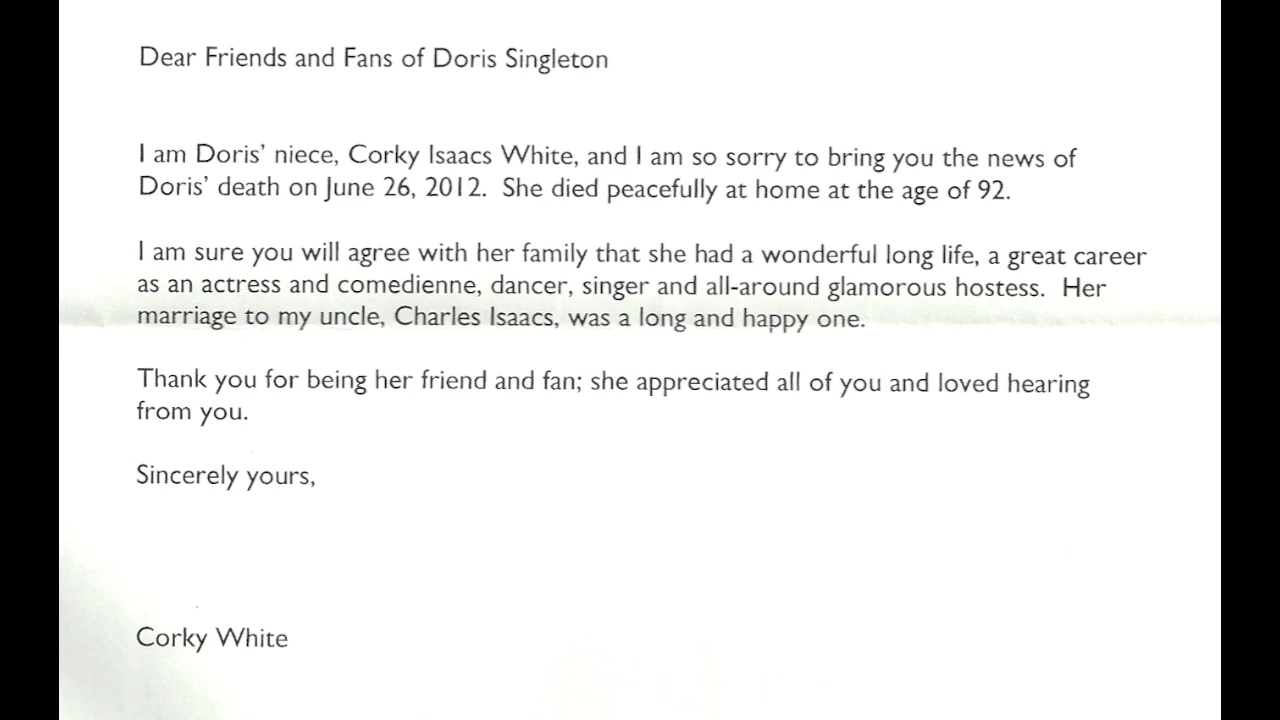 Dear Friends and Fans of Doris Singleton
I am Doris' niece, Corky Isaacs White, and I am so sorry to bring you the news of
Doris' death on June 26, 2012.  She died peacefully at home at the age of 92.
I am sure you will agree with her family that she had a wonderful long life, a great career
as an actress and comedienne, dancer, singer and all-around glamorous hostess.  Her
marriage to my uncle, Charles Isaacs, was a long and happy one.
Thank you for being her friend and fan; she appreciated all of you and loved hearing
from you.
Sincerely yours,
Corky White